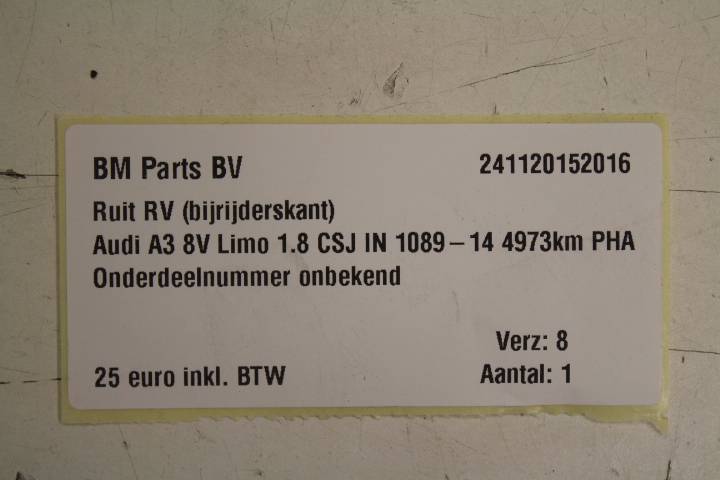 BM Parts BV 241120152016
Ruit RV (bijrijderskant)
Audi A3 8V Limo 1.8 CSJ IN 1089-14 4973km PHA
Onderdeelnummer onbekend
Verz: 8
25 euro inkl. BTW Aantal: 1